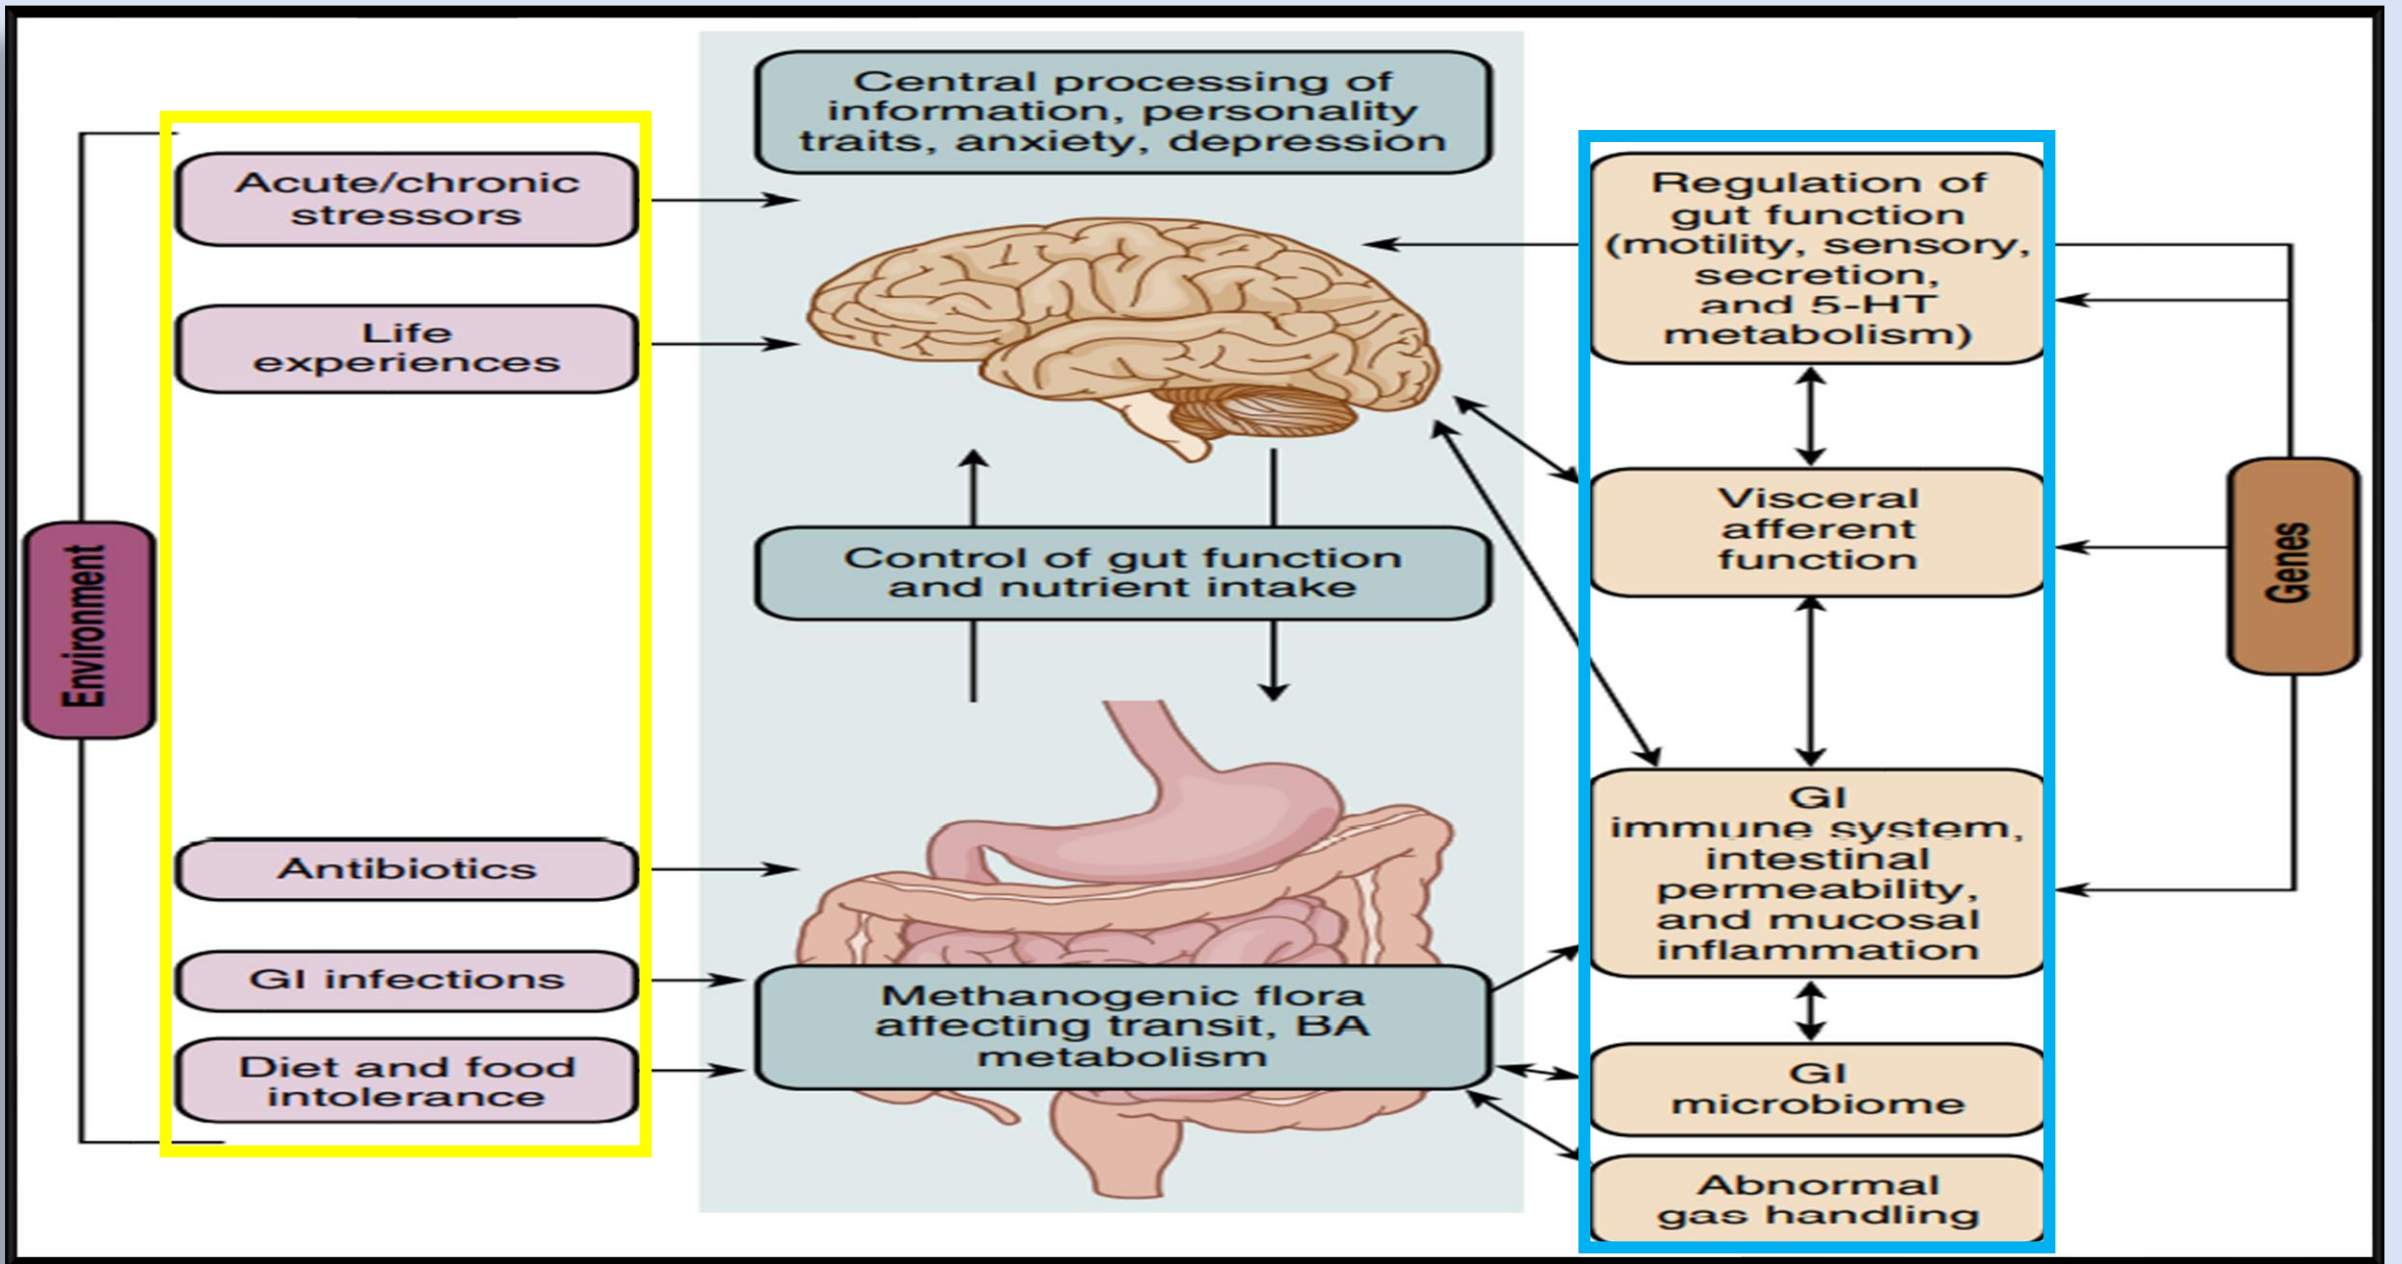 Central processing of
information, personality
traits, anxiety, depression
Environment
Acute/chronic
stressors
Life
experiences
Antibiotics
GI infections
Diet and food
intolerance
Control of gut function
and nutrient intake
Methanogenic flora
affecting transit, BA
metabolism
Regulation of
gut function
(motility, sensory,
secretion,
and 5-HT
metabolism)
Visceral
afferent
function
GI
immune system,
intestinal
permeability,
and mucosal
inflammation
GI
microbiome
Abnormal
gas handling
Genes